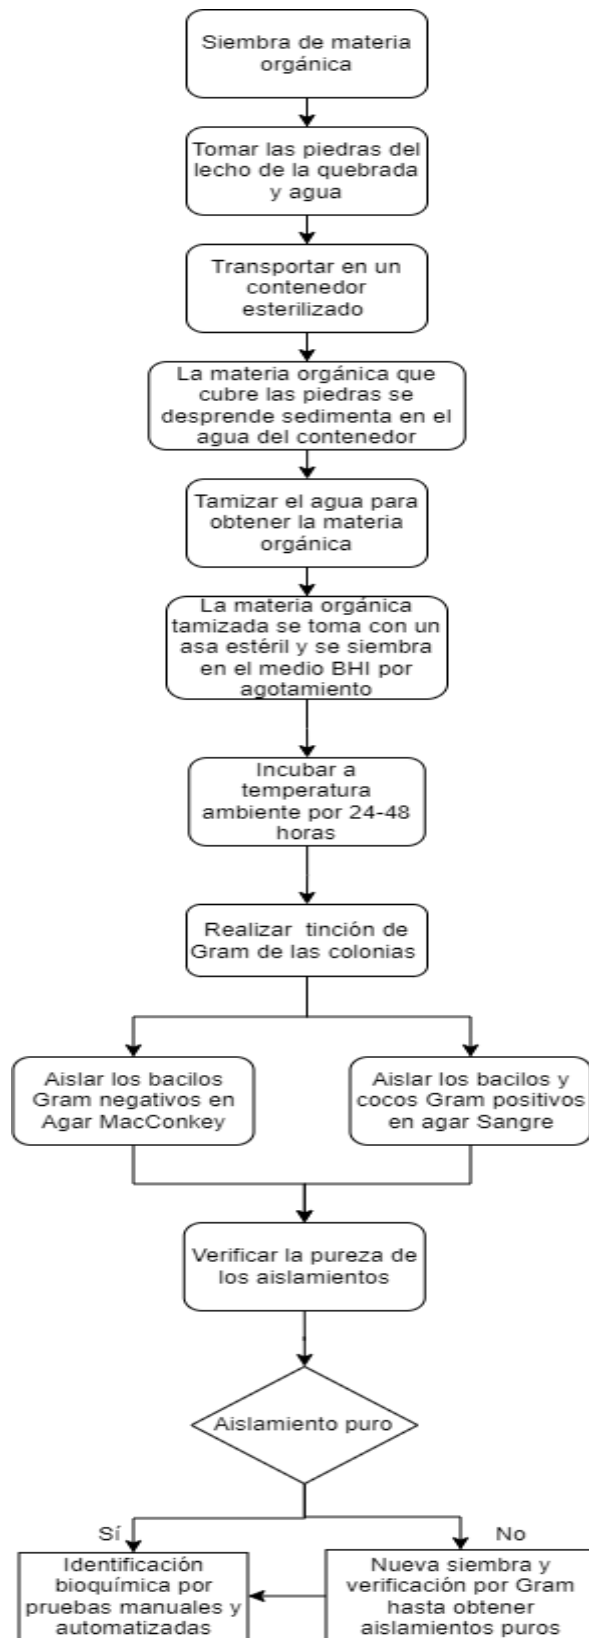 Siembra de materia
orgánica
Tomar las piedras del
lecho de la quebrada
y agua
Transportar en un
contenedor
esterilizado
La materia orgánica que
cubre las piedras se
desprende sedimenta en el
agua del contenedor
Tamizar el agua para
obtener la materia
orgánica
La materia orgánica
tamizada se toma con un
asa estéril y se siembra
en el medio BHI por
agotamiento
Incubar a
temperatura
ambiente por 24-48
horas
Realizar tinción de
Gram de las colonias
Aislar los bacilos
Gram negativos en
Agar MacConkey
Aislar los bacilos y
cocos Gram positivos
en agar Sangre
Verificar la pureza de
los aislamientos
Aislamiento puro
Sí
No
Identificación
bioquímica por
pruebas manuales y
automatizadas
Nueva siembra y
verificación por Gram
hasta obtener
aislamientos puros